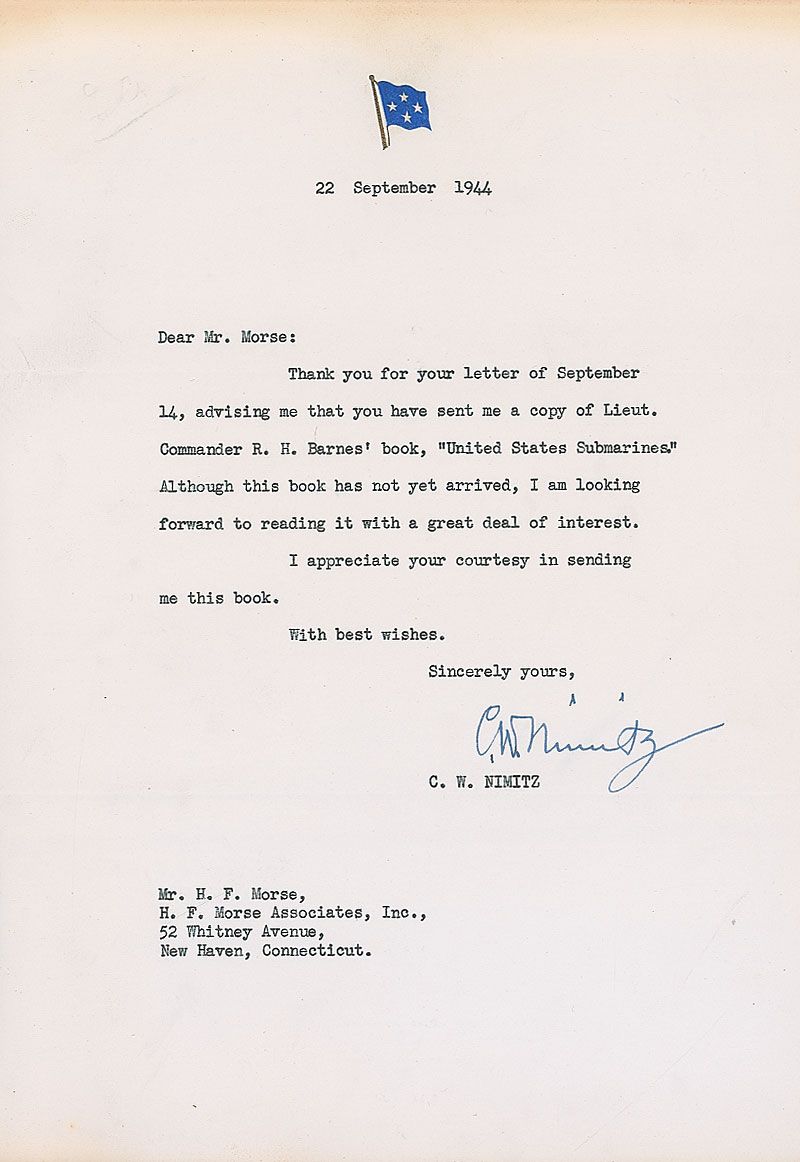 22 September 1944
Dear Mr. Morse:
Thank you for your letter of September
14, advising me that you have sent me a copy of Lieut.
Commander R. H. Barnes' book, "United States Submarines."
Although this book has not yet arrived, I am looking
forward to reading it with a great deal of interest.
I appreciate your courtesy in sending
me this book.
With best wishes.
Sincerely yours,
C.W. Nimitz
C. W. NIMITZ
Mr. H. F. Morse,
H. F. Morse Associates, Inc.,
52 Whitney Avenue,
New Haven, Connecticut.